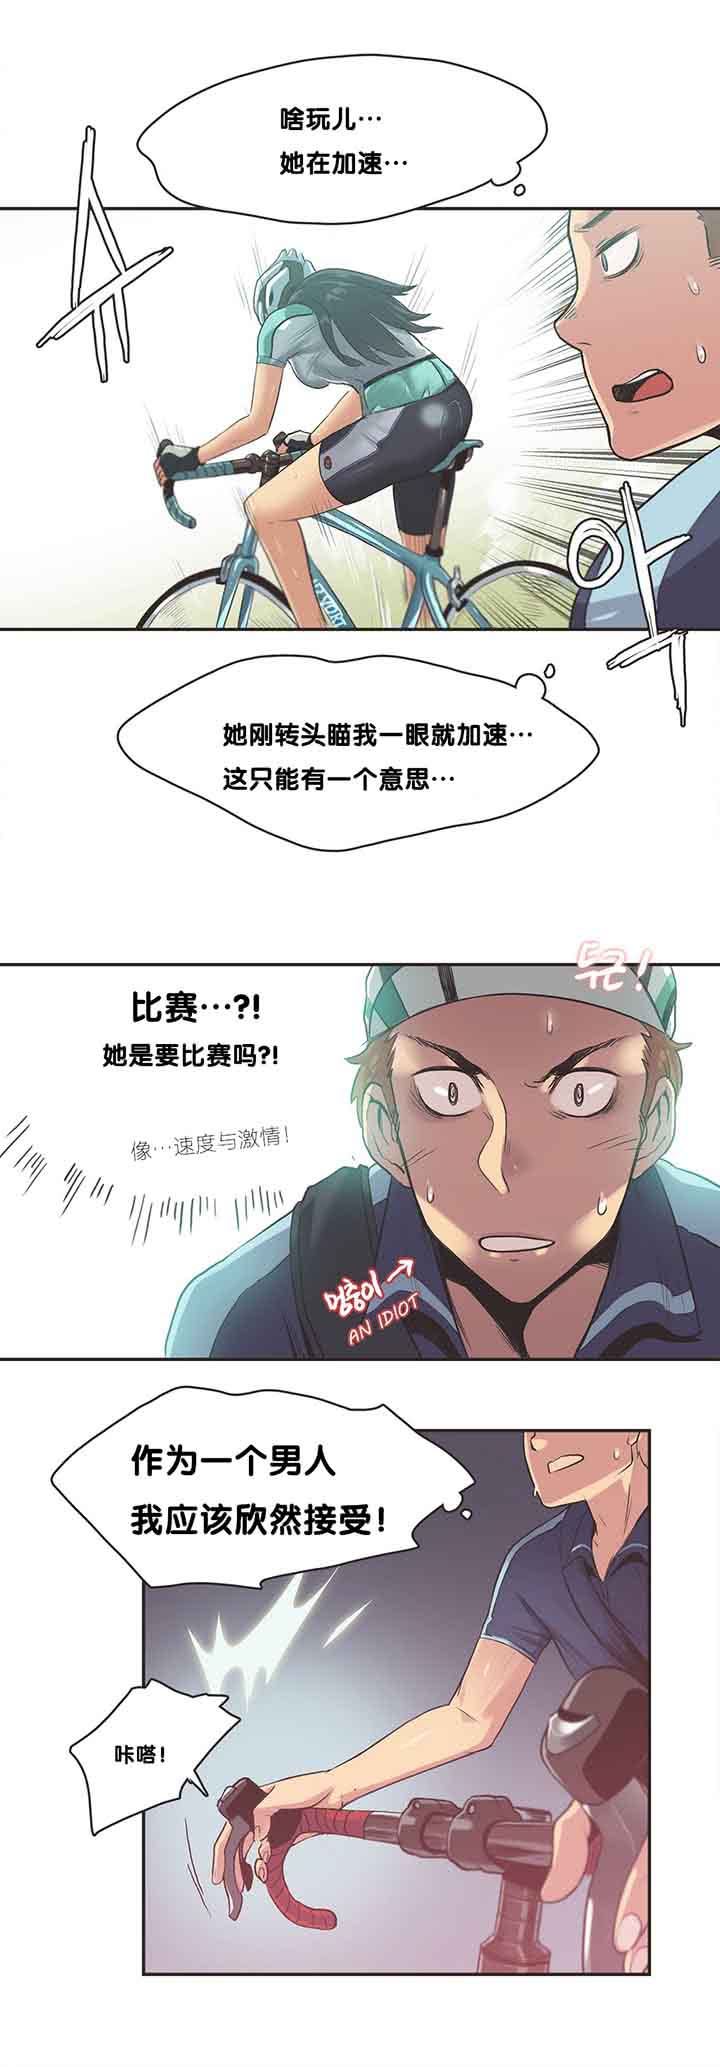 啥玩儿…
她在加速…
她刚转头瞄我一眼就加速…
这只能有一个意思…
두근!
比赛…?!
她是要比赛吗?!
像…速度与激情!
멍충이→
AN IDIOT
作为一个男人
我应该欣然接受!
咔嗒!